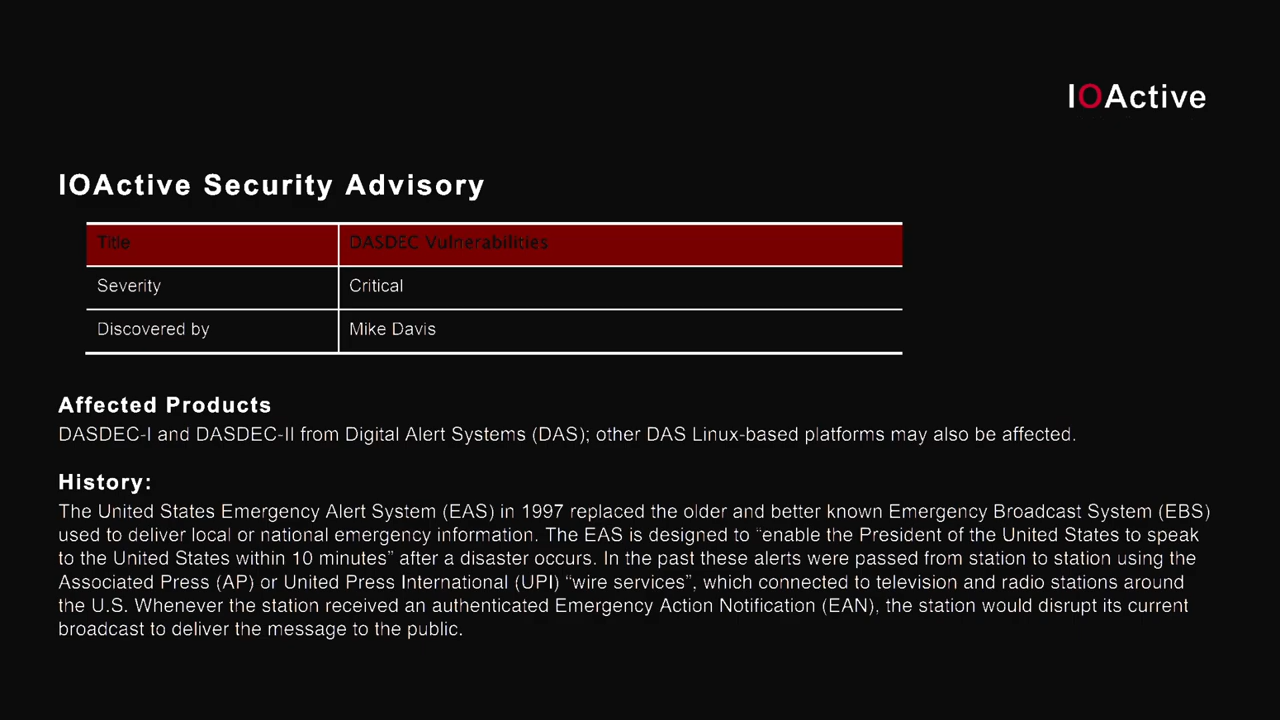 IOActive
IOActive Security Advisory
Title DASDEC Vulnerabilities
Severity Critical
Discovered by Mike Davis
Affected Products
DASDEC-I and DASDEC-II from Digital Alert Systems (DAS); other DAS Linux-based platforms may also be affected.
History:
The United States Emergency Alert System (EAS) in 1997 replaced the older and better known Emergency Broadcast System (EBS)
used to deliver local or national emergency information. The EAS is designed to “enable the President of the United States to speak
to the United States within 10 minutes” after a disaster occurs. In the past these alerts were passed from station to station using the
Associated Press (AP) or United Press International (UPI) “wire services”, which connected to television and radio stations around
the U.S. Whenever the station received an authenticated Emergency Action Notification (EAN), the station would disrupt its current
broadcast to deliver the message to the public.